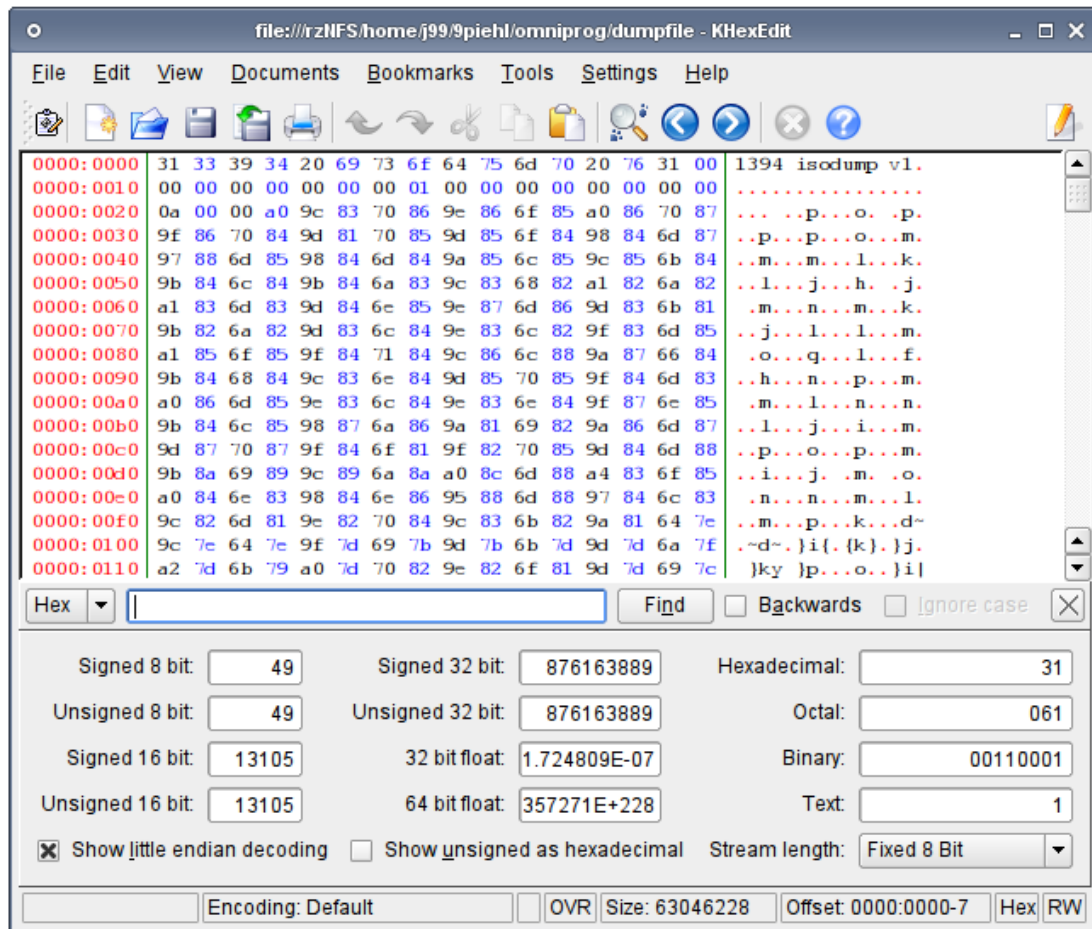 file:///rzNFS/home/j99/9piehl/omniprog/dumpfile - KHexEdit
File Edit View Documents Bookmarks Tools Settings Help
0000:0000 31 33 39 34 20 69 73 6f 64 75 6d 70 20 76 31 00 1394 isodump v1.
0000:0010 00 00 00 00 00 00 00 01 00 00 00 00 00 00 00 00 ................
0000:0020 0a 00 00 a0 9c 83 70 86 9e 86 6f 85 a0 86 70 87 ... ..p...o. .p.
0000:0030 9f 86 70 84 9d 81 70 85 9d 85 6f 84 98 84 6d 87 ..p...p...o...m.
0000:0040 97 88 6d 85 98 84 6d 84 9a 85 6c 85 9c 85 6b 84 ..m...m...l...k.
0000:0050 9b 84 6c 84 9b 84 6a 83 9c 83 68 82 a1 82 6a 82 ..l...j...h. .j.
0000:0060 a1 83 6d 83 9d 84 6e 85 9e 87 6d 86 9d 83 6b 81  .m...n...m...k.
0000:0070 9b 82 6a 82 9d 83 6c 84 9e 83 6c 82 9f 83 6d 85 ..j...l...l...m.
0000:0080 a1 85 6f 85 9f 84 71 84 9c 86 6c 88 9a 87 66 84  .o...q...l...f.
0000:0090 9b 84 68 84 9c 83 6e 84 9d 85 70 85 9f 84 6d 83 ..h...n...p...m.
0000:00a0 a0 86 6d 85 9e 83 6c 84 9e 83 6e 84 9f 87 6e 85  .m...l...n...n.
0000:00b0 9b 84 6c 85 98 87 6a 86 9a 81 69 82 9a 86 6d 87 ..l...j...i...m.
0000:00c0 9d 87 70 87 9f 84 6f 81 9f 82 70 85 9d 84 6d 88 ..p...o...p...m.
0000:00d0 9b 8a 69 89 9c 89 6a 8a a0 8c 6d 88 a4 83 6f 85 ..i...j. .m. .o.
0000:00e0 a0 84 6e 83 98 84 6e 86 95 88 6d 88 97 84 6c 83  .n...n...m...l.
0000:00f0 9c 82 6d 81 9e 82 70 84 9c 83 6b 82 9a 81 64 7e ..m...p...k...d~
0000:0100 9c 7e 64 7e 9f 7d 69 7b 9d 7b 6b 7d 9d 7d 6a 7f .~d~.}i{.{k}.}j.
0000:0110 a2 7d 6b 79 a0 7d 70 82 9e 82 6f 81 9d 7d 69 7c  }ky }p...o..}i|
Hex Find Backwards Ignore case
Signed 8 bit: 49 Signed 32 bit: 876163889 Hexadecimal: 31
Unsigned 8 bit: 49 Unsigned 32 bit: 876163889 Octal: 061
Signed 16 bit: 13105 32 bit float: 1.724809E-07 Binary: 00110001
Unsigned 16 bit: 13105 64 bit float: 357271E+228 Text: 1
Show little endian decoding Show unsigned as hexadecimal Stream length: Fixed 8 Bit
Encoding: Default OVR Size: 63046228 Offset: 0000:0000-7 Hex RW